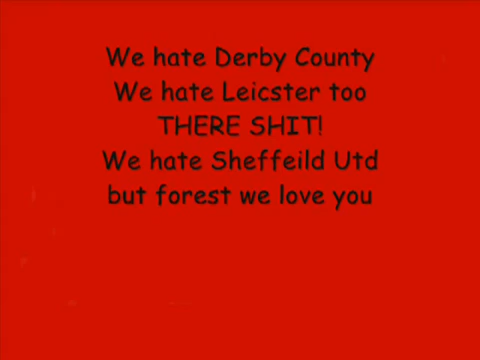 We hate Derby County
We hate Leicster too
THERE SHIT!
We hate Sheffeild Utd
but forest we love you